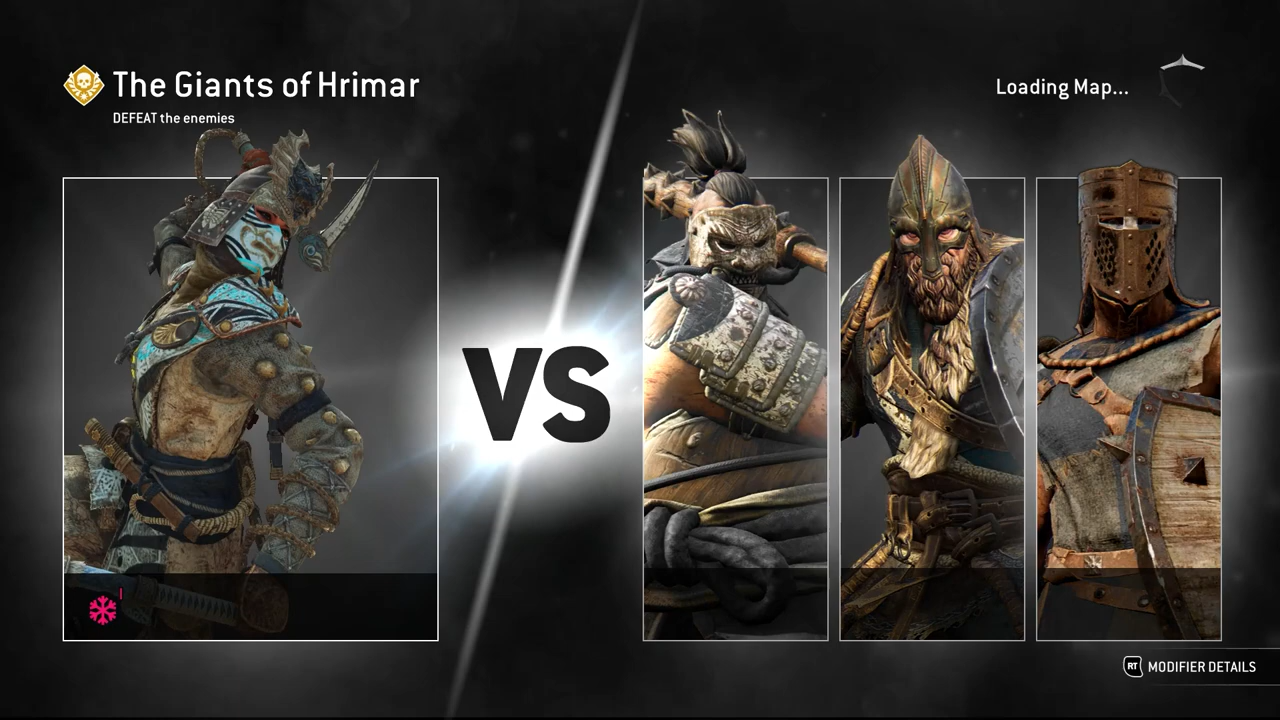 The Giants of Hrimar
DEFEAT the enemies
Loading Map...
VS
I
RT MODIFIER DETAILS